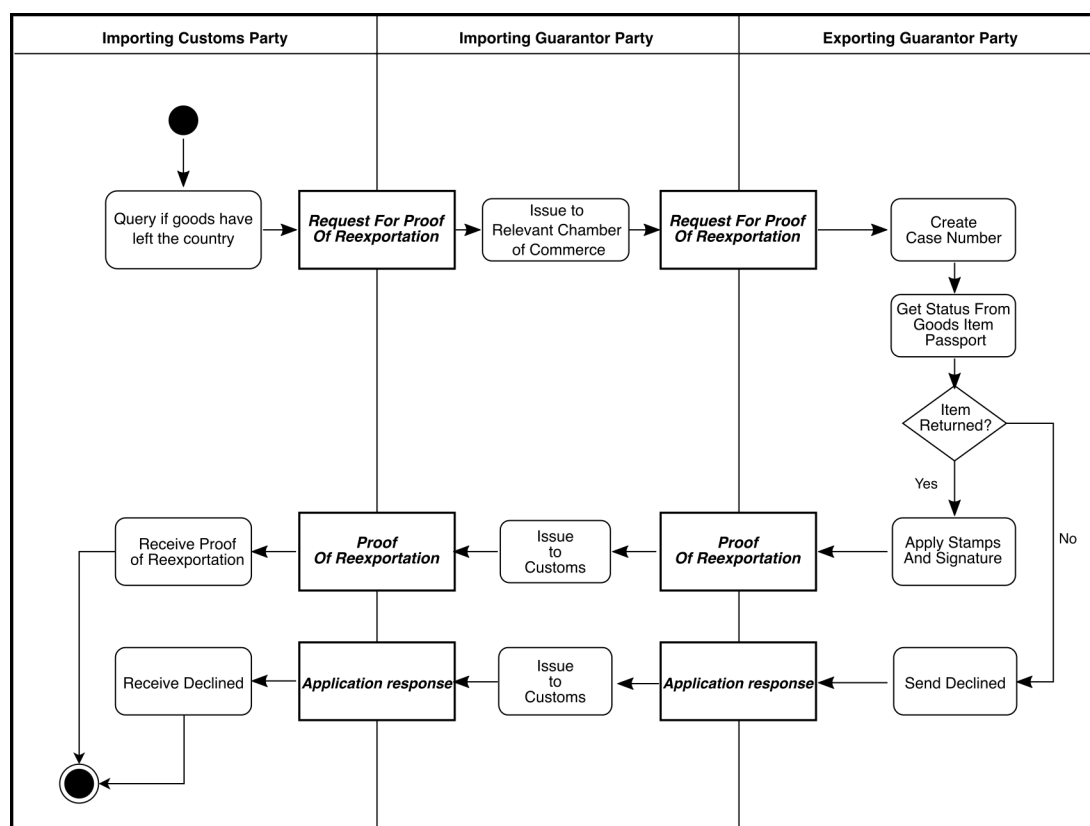 Importing Customs Party
Importing Guarantor Party
Exporting Guarantor Party
Query if goods have
left the country
Request For Proof
Of Reexportation
Issue to
Relevant Chamber
of Commerce
Request For Proof
Of Reexportation
Create
Case Number
Get Status From
Goods Item
Passport
Item
Returned?
Yes
No
Receive Proof
of Reexportation
Proof
Of Reexportation
Issue
to
Customs
Proof
Of Reexportation
Apply Stamps
And Signature
Receive Declined
Application response
Issue
to
Customs
Application response
Send Declined